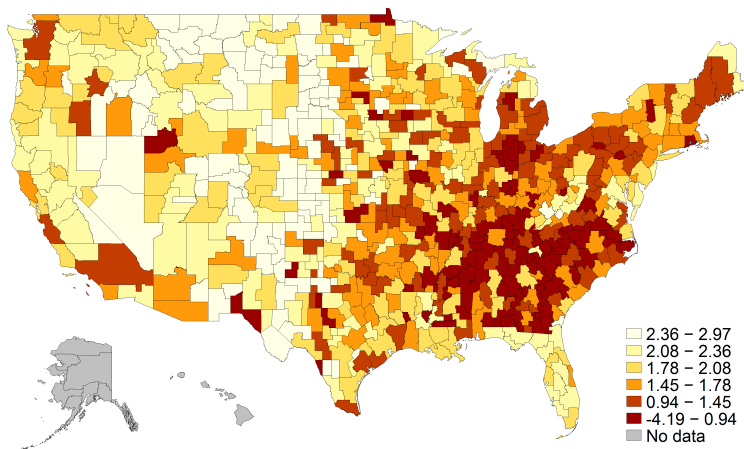 2.36 − 2.97
2.08 − 2.36
1.78 − 2.08
1.45 − 1.78
0.94 − 1.45
-4.19 − 0.94
No data